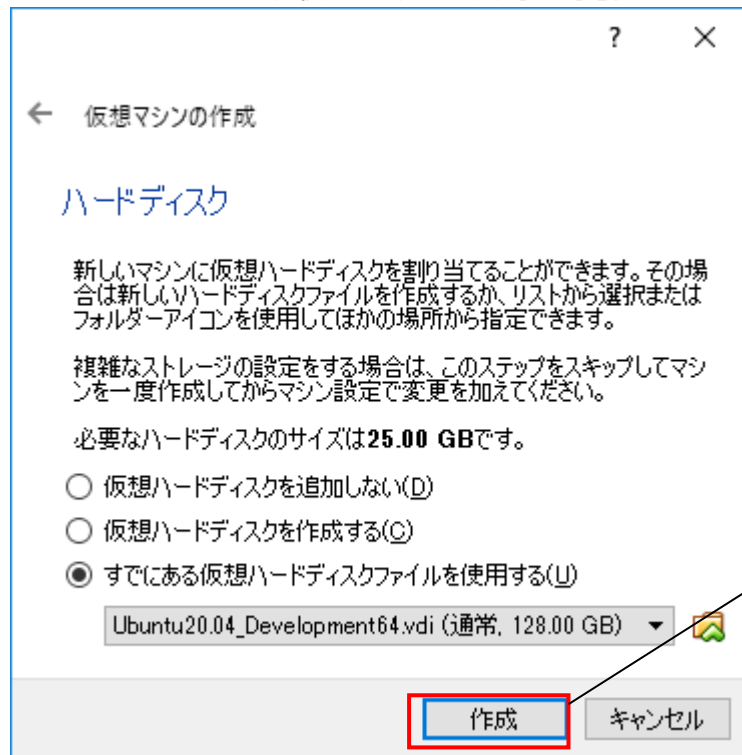 ?
仮想マシンの作成
ハードディスク
新しいマシンに仮想ハードディスクを割り当てることができます。その場
合は新しいハードディスクファイルを作成するか、リストから選択または
フォルダーアイコンを使用してほかの場所から指定できます。
複雑なストレージの設定をする場合は、このステップをスキップしてマシ
ンを一度作成してからマシン設定で変更を加えてください。
必要なハードディスクのサイズは25.00 GBです。
仮想ハードディスクを追加しない(D)
仮想ハードディスクを作成する(C)
すでにある仮想ハードディスクファイルを使用する(U)
Ubuntu20.04_Development64.vdi (通常, 128.00 GB)
作成 キャンセル